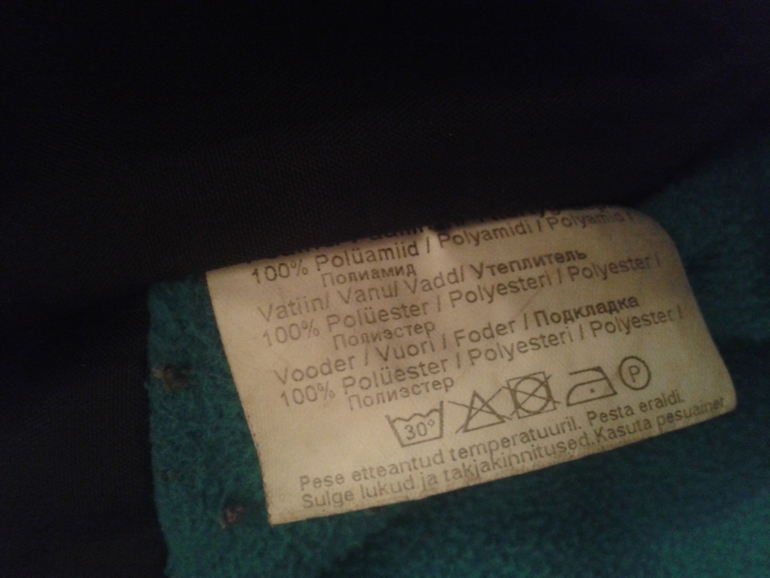 100% Polüamiid / Polyamidi / Polyamid /
Полиамид
Vatiin/ Vanu/ Vadd/ Утеплитель
100% Polüester / Polyesteri / Polyester /
Полиэстер
Vooder / Vuori / Foder / Подкладка
100% Polüester / Polyesteri / Polyester /
Полиэстер
30° P
Pese etteantud temperatuuril. Pesta eraldi.
Sulge lukud ja takjakinnitused.Kasuta pesuainet